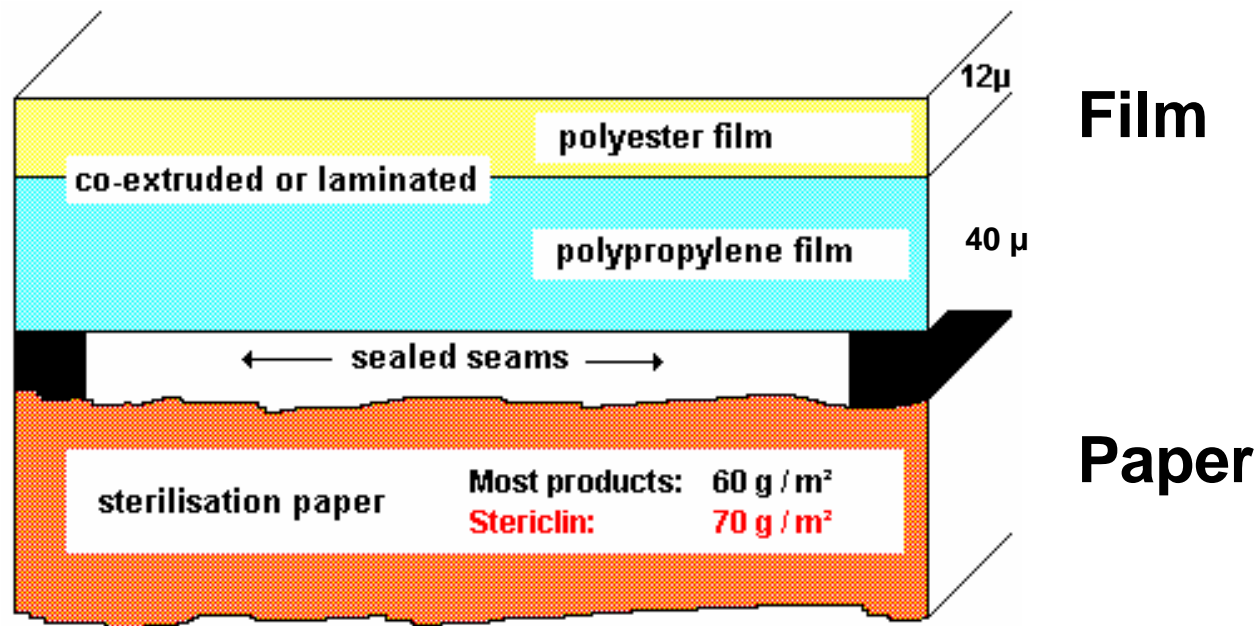 12µ
Film
polyester film
co-extruded or laminated
polypropylene film
40 µ
sealed seams
Paper
sterilisation paper
Most products: 60 g / m²
Stericlin: 70 g / m²